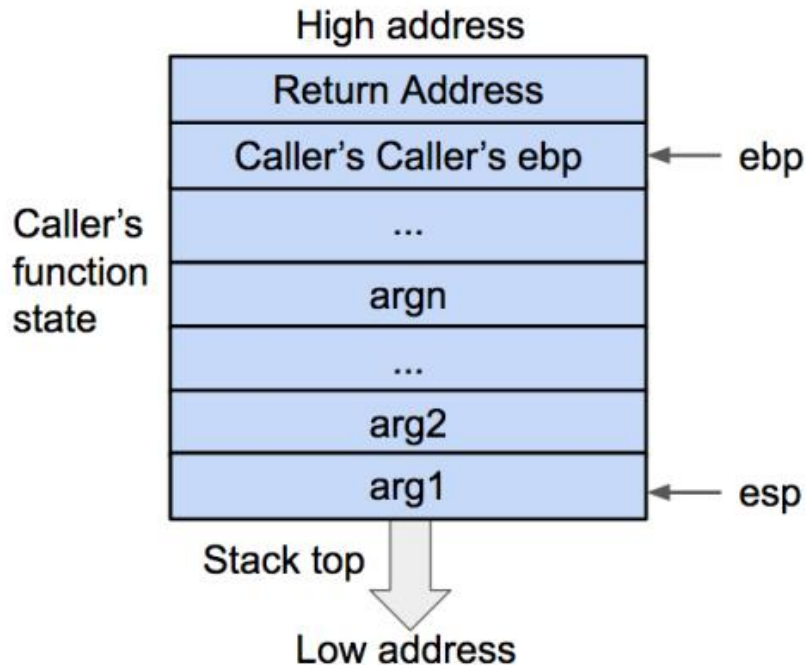 High address
Return Address
Caller's Caller's ebp
ebp
...
Caller's
function
state
argn
...
arg2
arg1
esp
Stack top
Low address